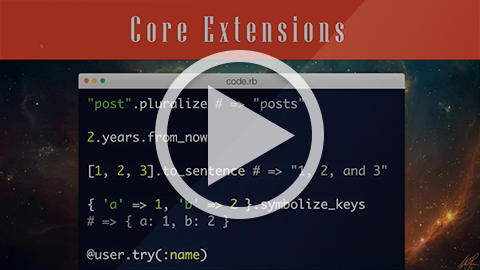 Core Extensions
code.rb
"post".pluralize # => "posts"
2.years.from_now
[1, 2, 3].to_sentence # => "1, 2, and 3"
{ 'a' => 1, 'b' => 2 }.symbolize_keys
# => { a: 1, b: 2 }
@user.try(:name)